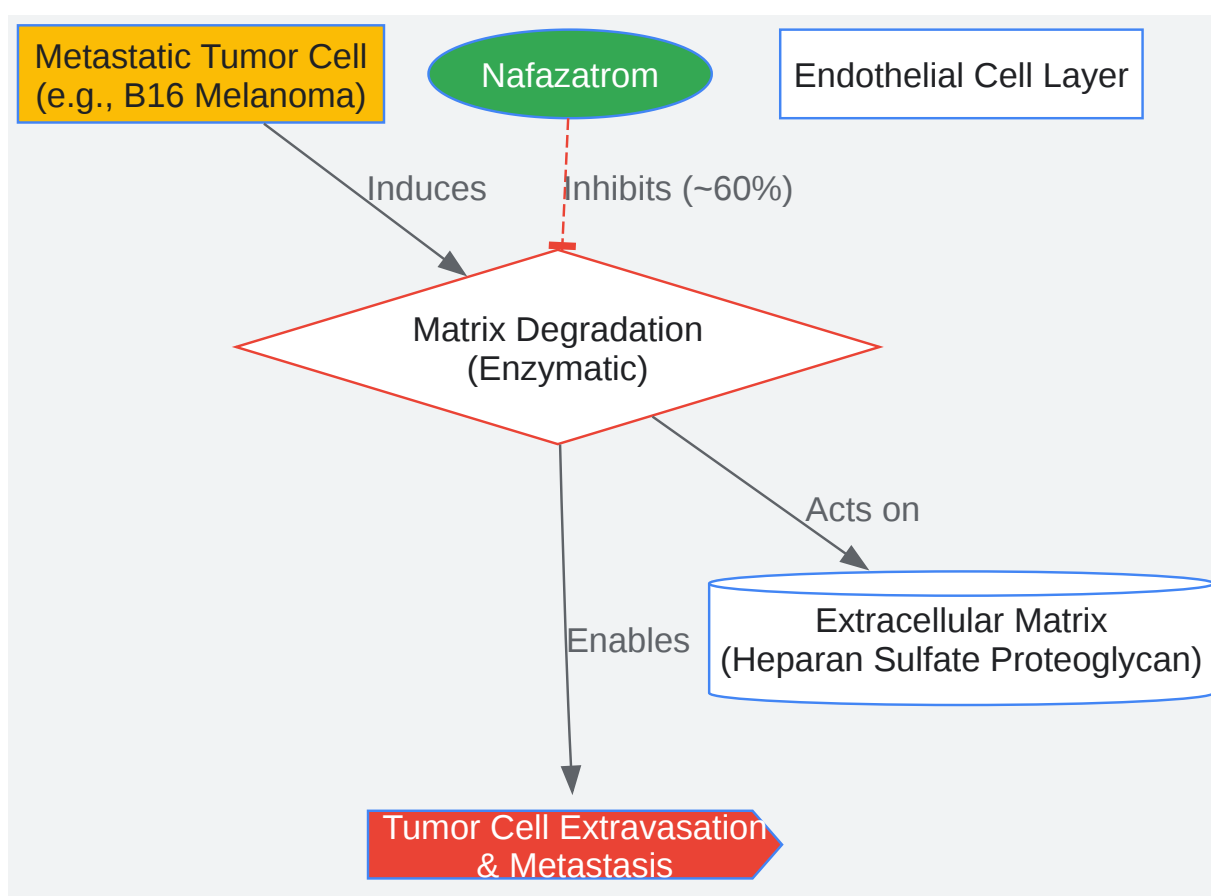 Metastatic Tumor Cell
(e.g., B16 Melanoma)
Nafazatrom
Endothelial Cell Layer
Induces
Inhibits (~60%)
Matrix Degradation
(Enzymatic)
Acts on
Extracellular Matrix
(Heparan Sulfate Proteoglycan)
Enables
Tumor Cell Extravasation
& Metastasis